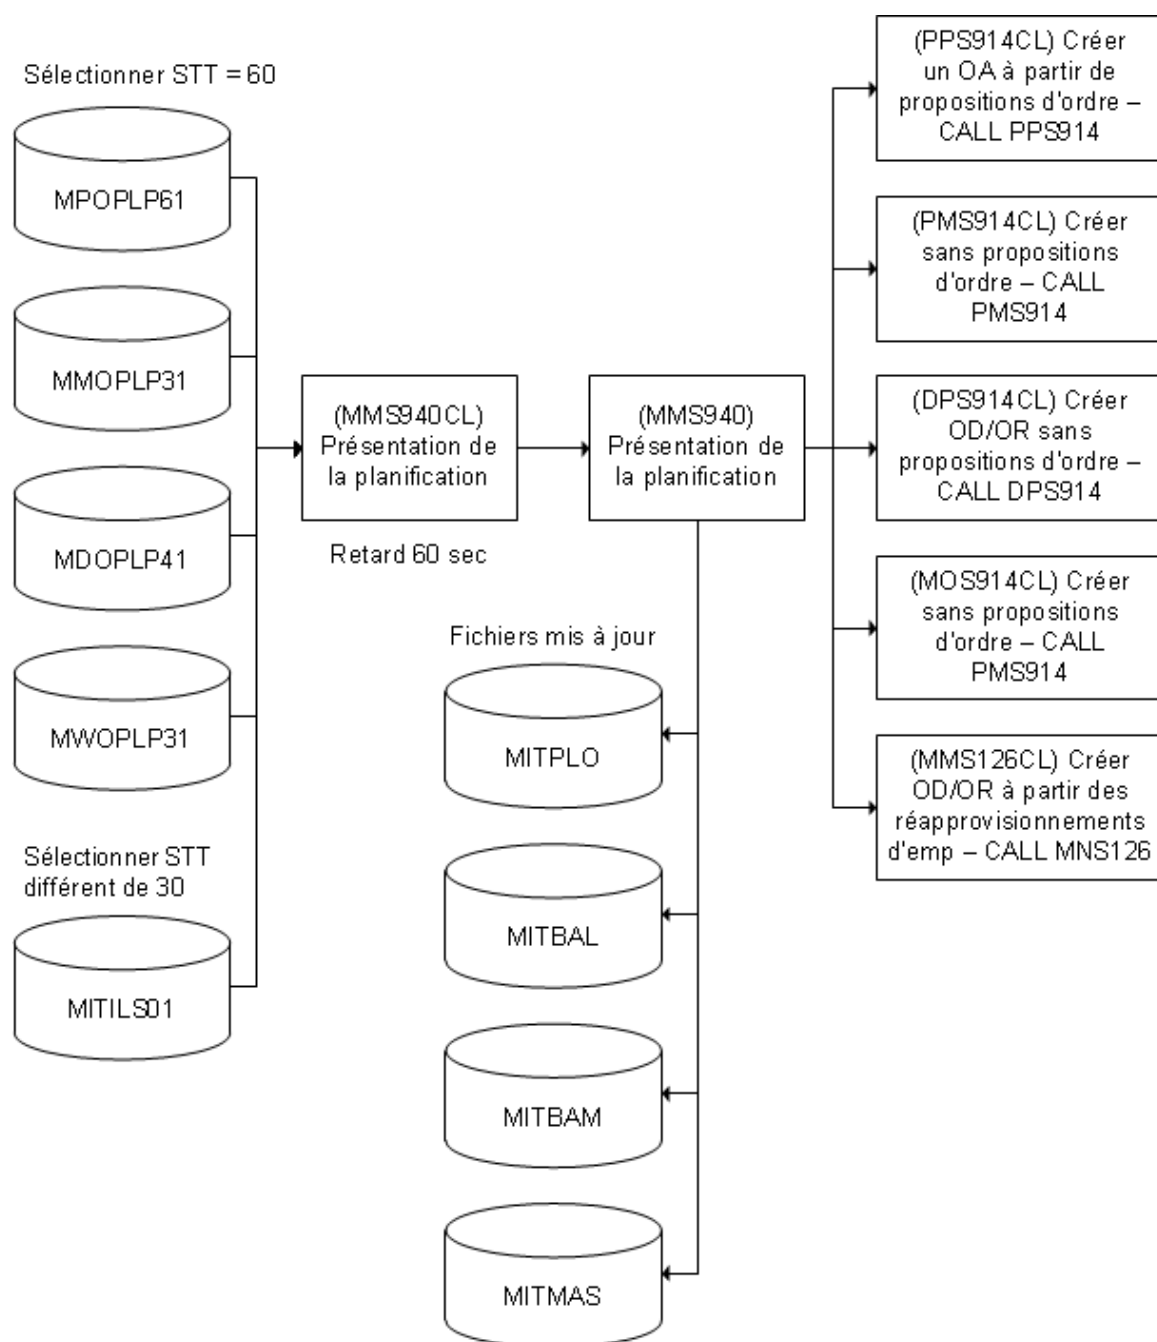 Sélectionner STT = 60
MPOPLP61
MMOPLP31
MDOPLP41
MWOPLP31
Sélectionner STT
différent de 30
MITILS01
(MMS940CL)
Présentation de
la planification
Retard 60 sec
(MMS940)
Présentation de
la planification
Fichiers mis à jour
MITPLO
MITBAL
MITBAM
MITMAS
(PPS914CL) Créer
un OA à partir de
propositions d'ordre –
CALL PPS914
(PMS914CL) Créer
sans propositions
d'ordre – CALL
PMS914
(DPS914CL) Créer
OD/OR sans
propositions d'ordre –
CALL DPS914
(MOS914CL) Créer
sans propositions
d'ordre – CALL
PMS914
(MMS126CL) Créer
OD/OR à partir des
réapprovisionnements
d'emp – CALL MNS126